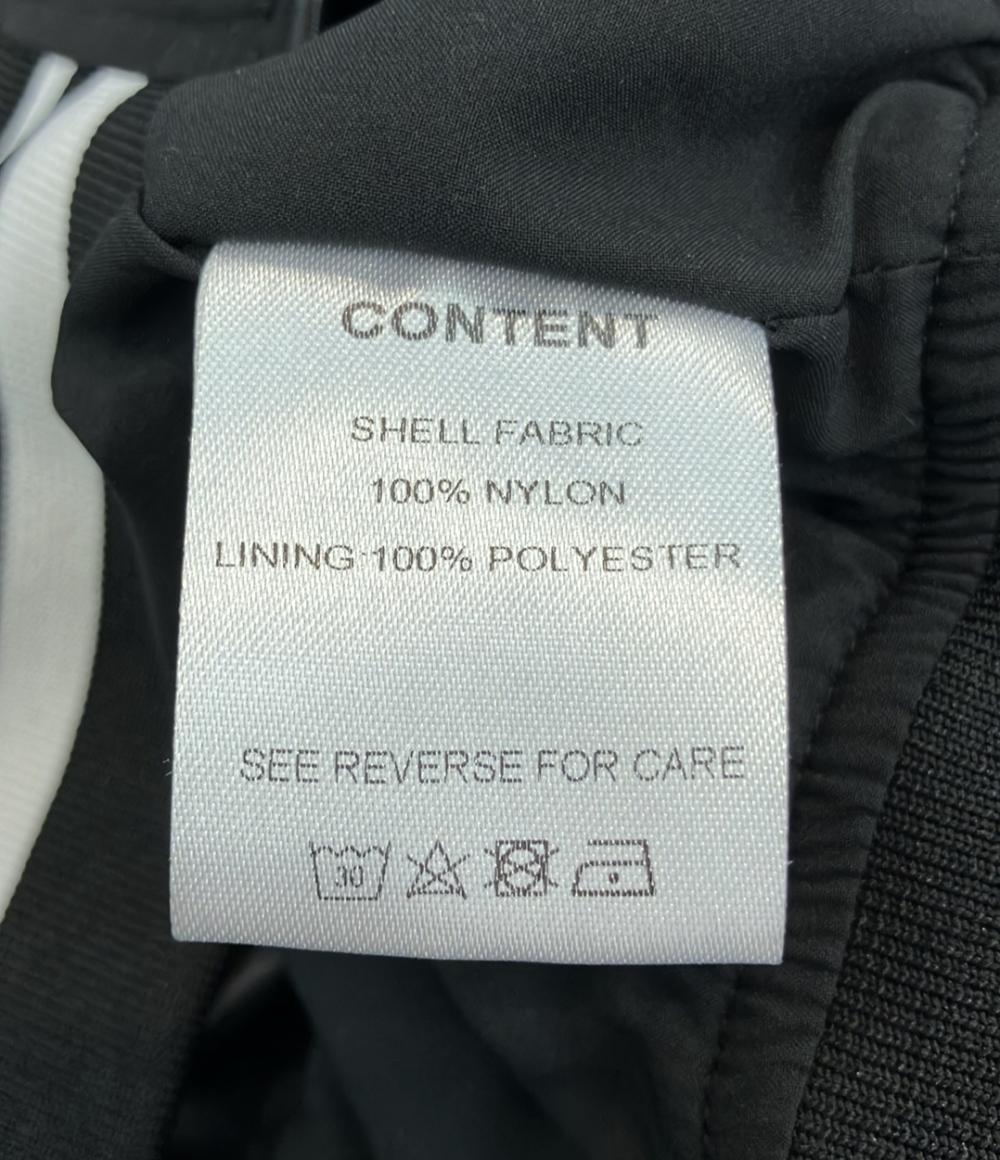 CONTENT
SHELL FABRIC
100% NYLON
LINING:100% POLYESTER
SEE REVERSE FOR CARE
30